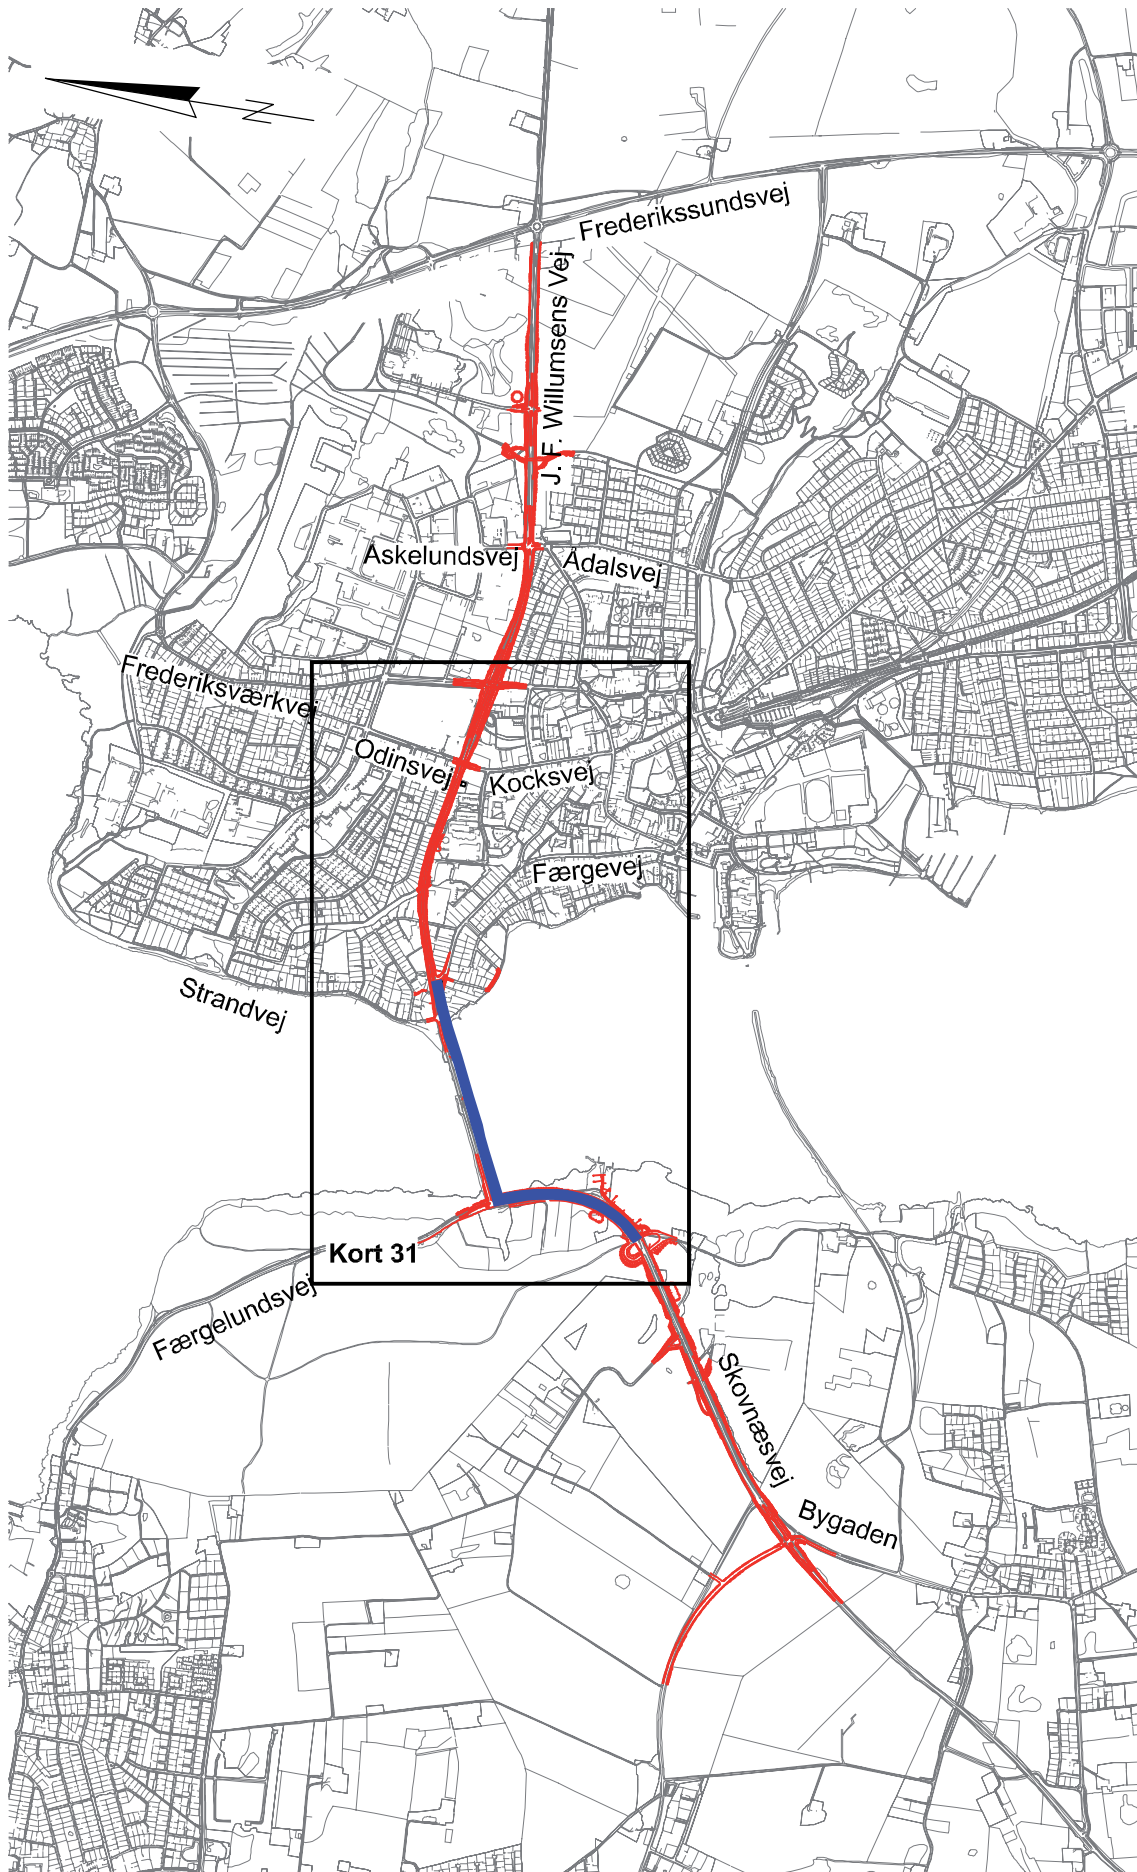 N
Frederikssundsvej
J. F. Willumsens Vej
Askelundsvej
Ådalsvej
Frederiksværkvej
Odinsvej
Kocksvej
Færgevej
Strandvej
Kort 31
Færgelundsvej
Skovnæsvej
Bygaden